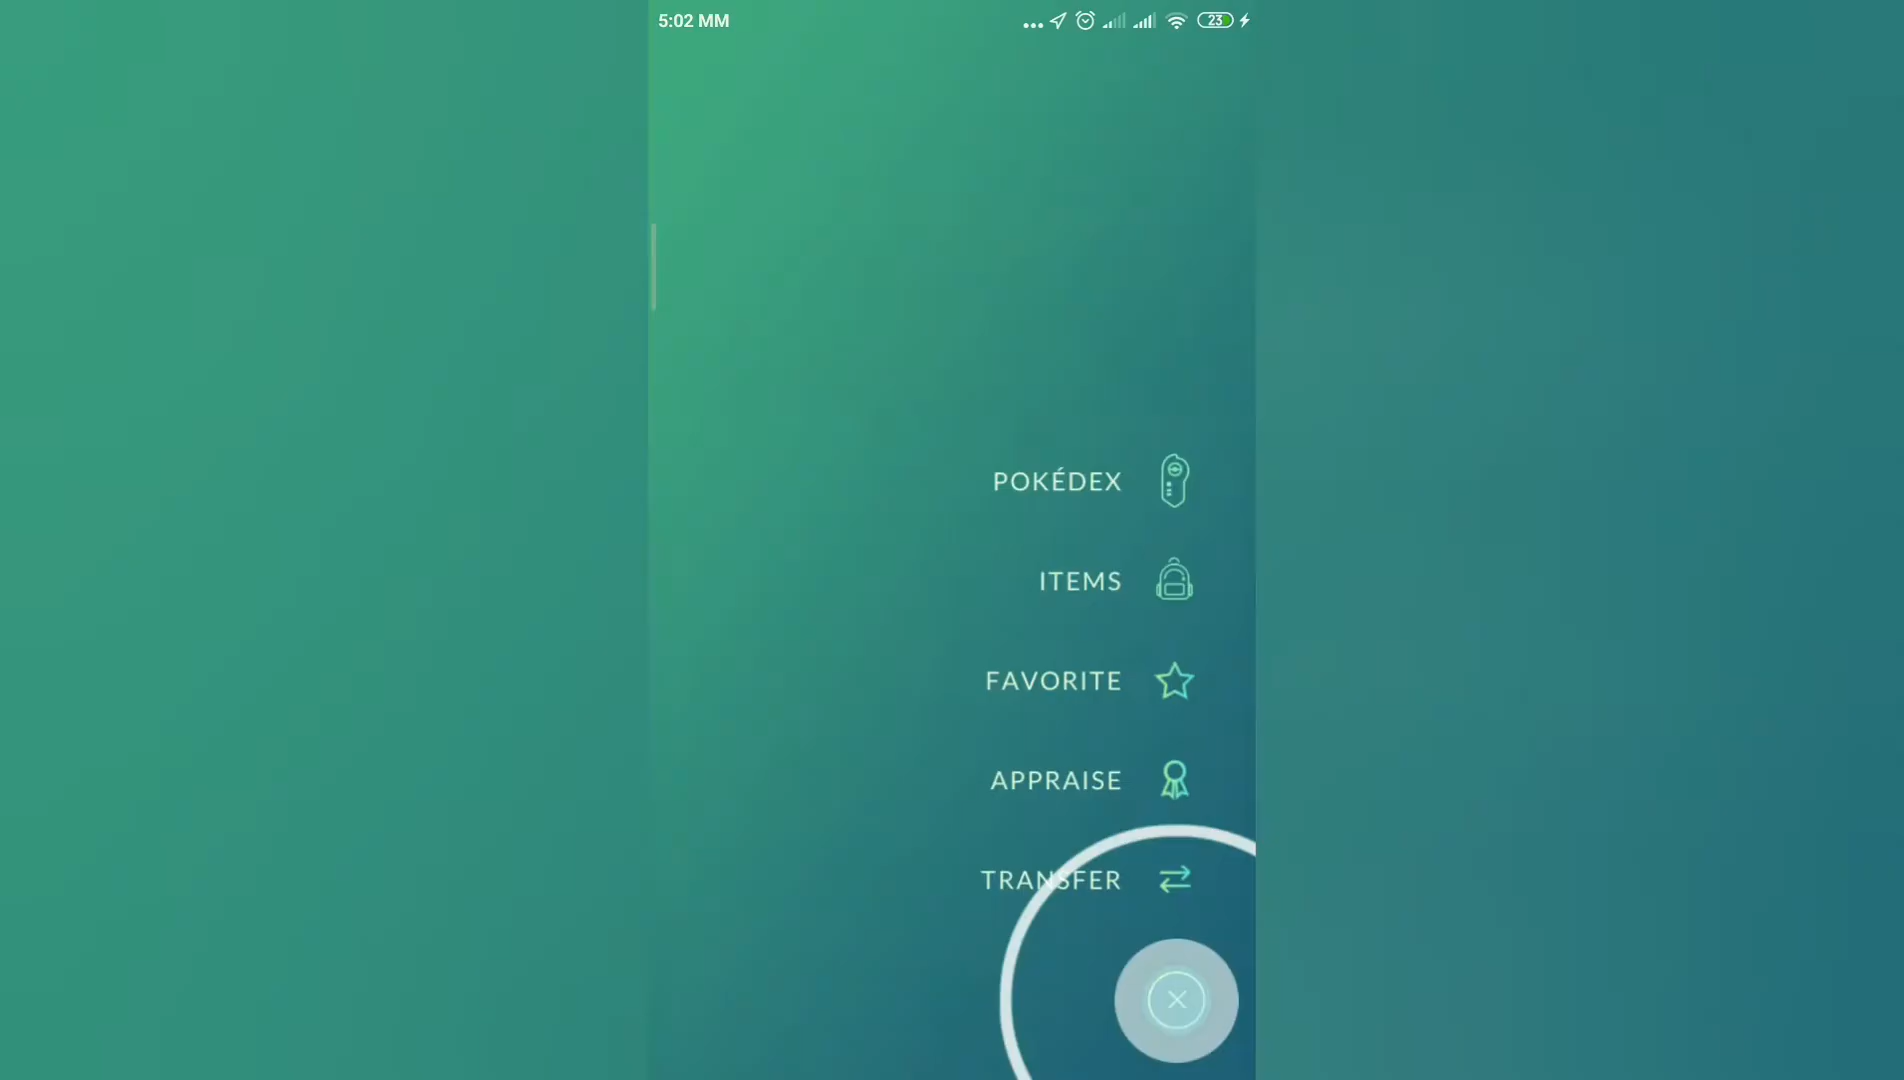 5:02 MM
23
POKÉDEX
ITEMS
FAVORITE
APPRAISE
TRANSFER